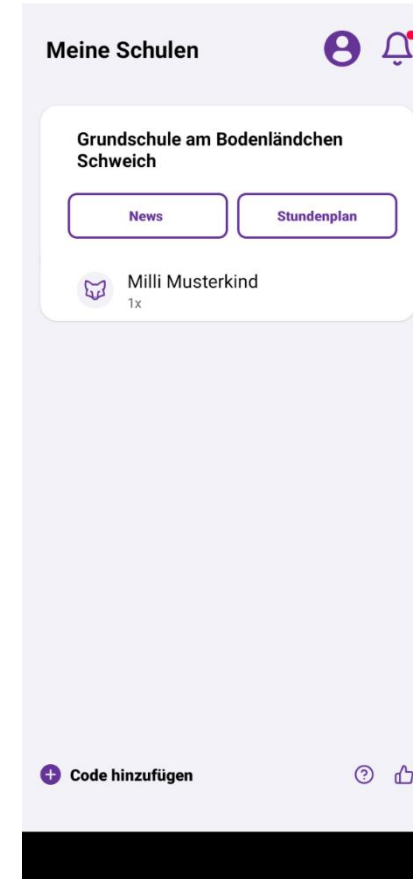 Meine Schulen
Grundschule am Bodenländchen
Schweich
News
Stundenplan
Milli Musterkind
1x
Code hinzufügen